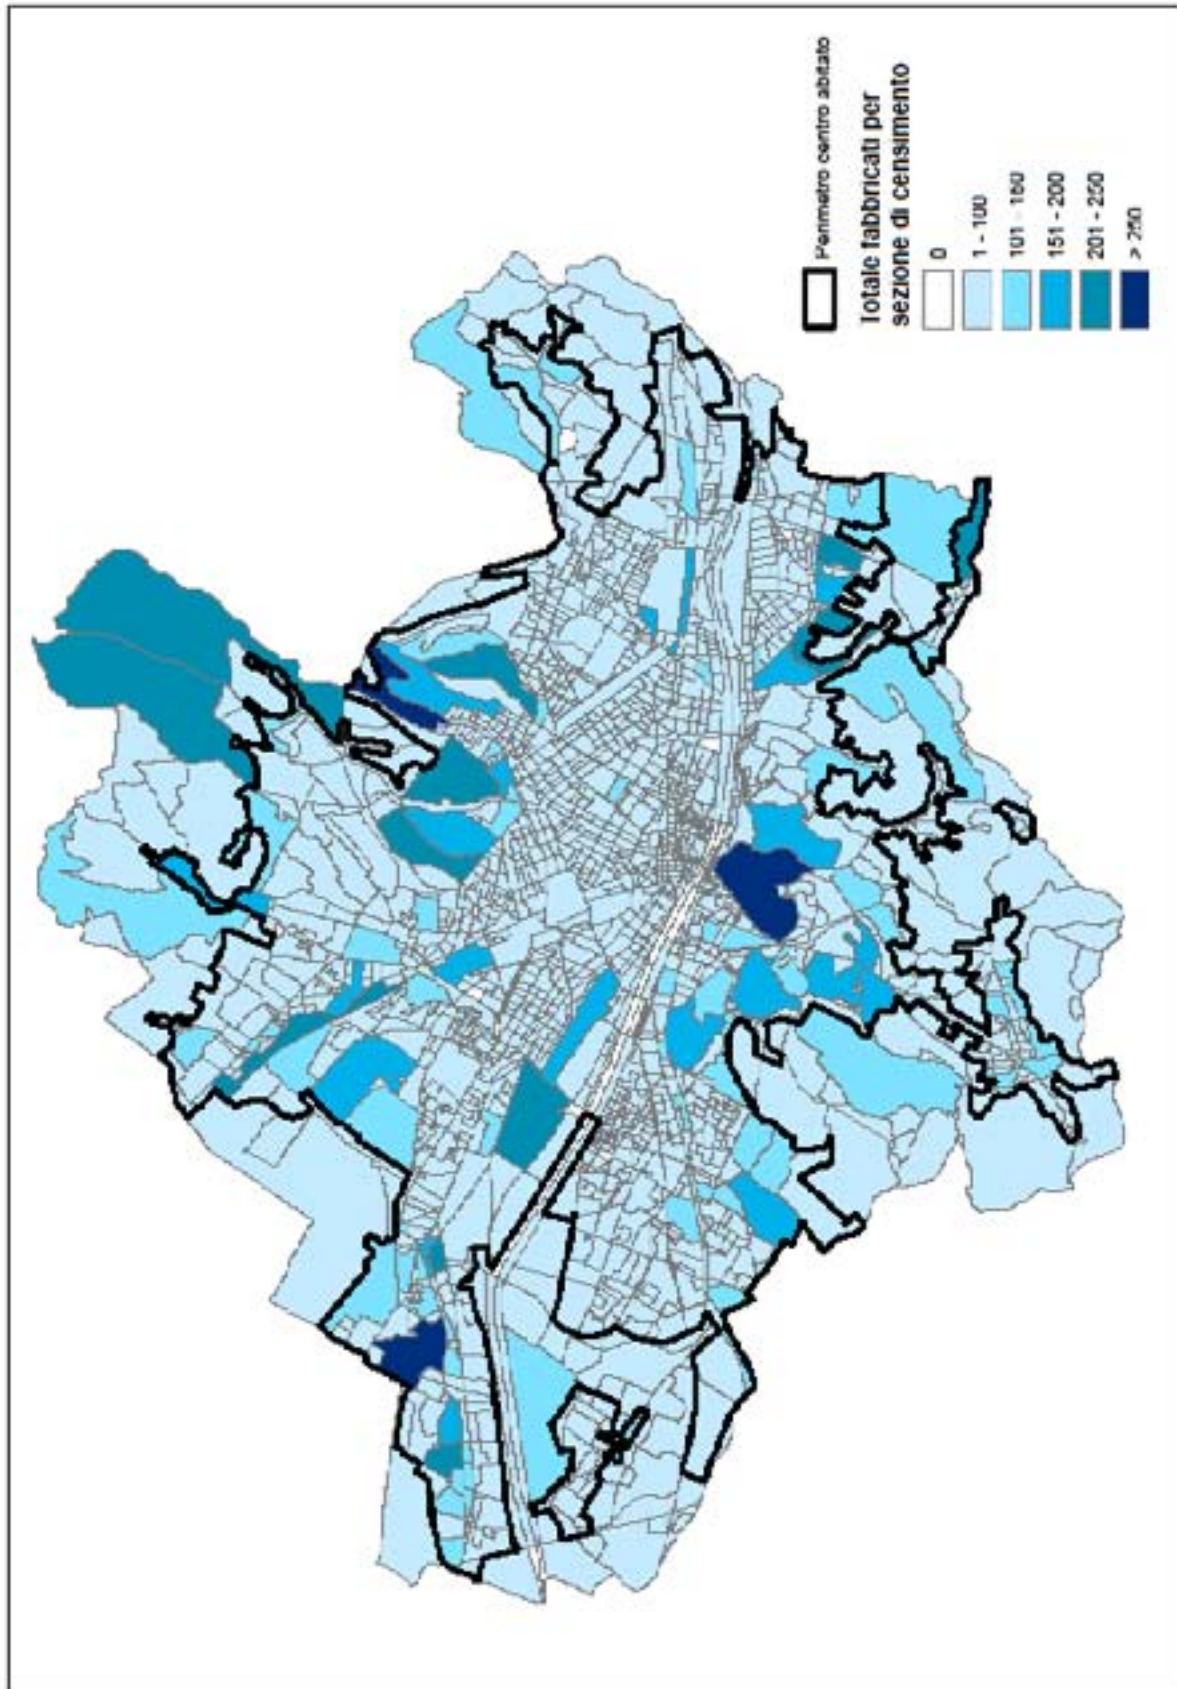 Perimetro centro abitato
Totale fabbricati per
sezione di censimento
0
1 - 100
101 - 150
151 - 200
201 - 250
> 250